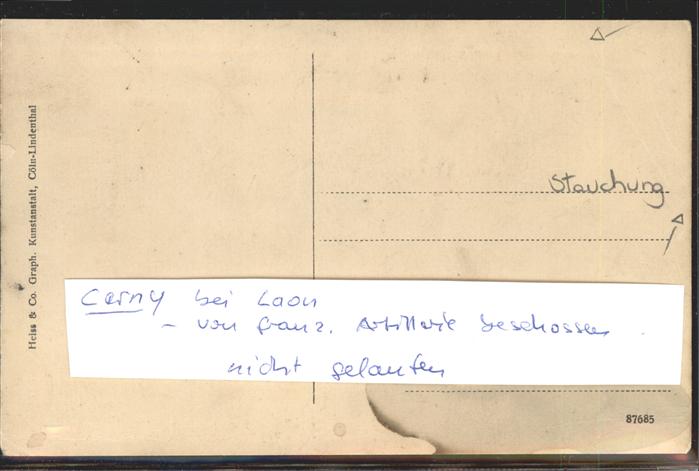 Heiss & Co. Graph. Kunstanstalt, Cöln-Lindenthal
Stauchung
Cerny bei Laon
- von franz. Artillerie beschossen
nicht gelaufen
87685